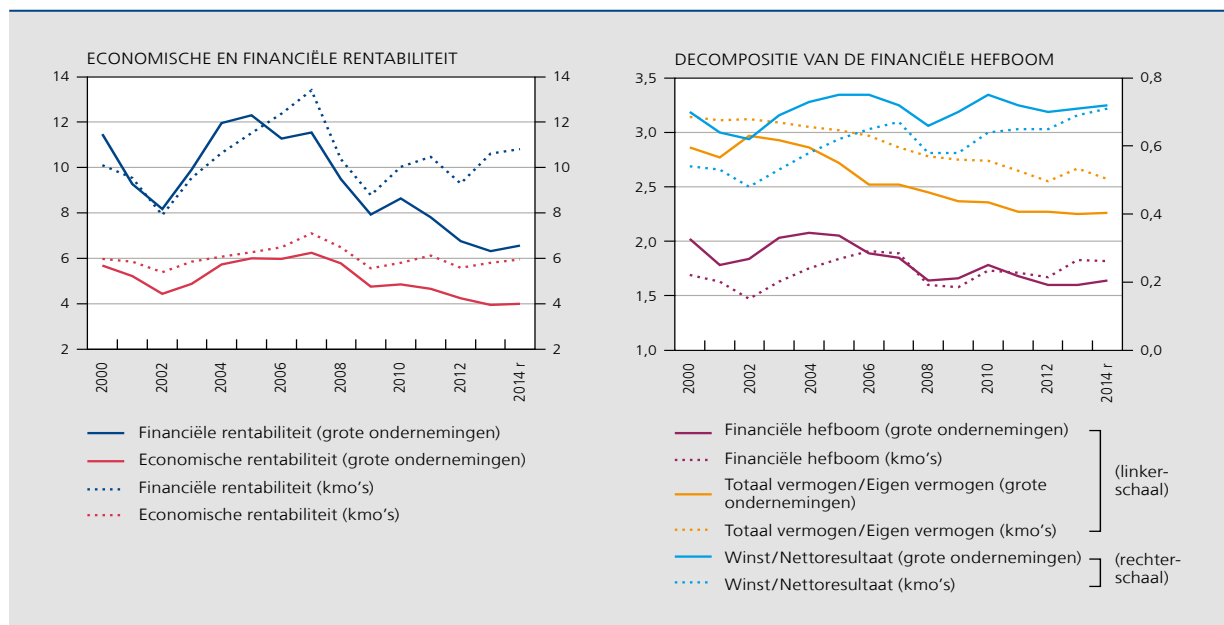 ECONOMISCHE EN FINANCIËLE RENTABILITEIT
14
12
10
8
6
4
2
14
12
10
8
6
4
2
2000
2002
2004
2006
2008
2010
2012
2014 r
Financiële rentabiliteit (grote ondernemingen)
Economische rentabiliteit (grote ondernemingen)
Financiële rentabiliteit (kmo's)
Economische rentabiliteit (kmo's)
DECOMPOSITIE VAN DE FINANCIËLE HEFBOOM
3,5
3,0
2,5
2,0
1,5
1,0
0,8
0,6
0,4
0,2
0,0
2000
2002
2004
2006
2008
2010
2012
2014 r
Financiële hefboom (grote ondernemingen)
Financiële hefboom (kmo's)
Totaal vermogen/Eigen vermogen (grote
ondernemingen)
Totaal vermogen/Eigen vermogen (kmo's)
(linker-
schaal)
Winst/Nettoresultaat (grote ondernemingen)
Winst/Nettoresultaat (kmo's)
(rechter-
schaal)